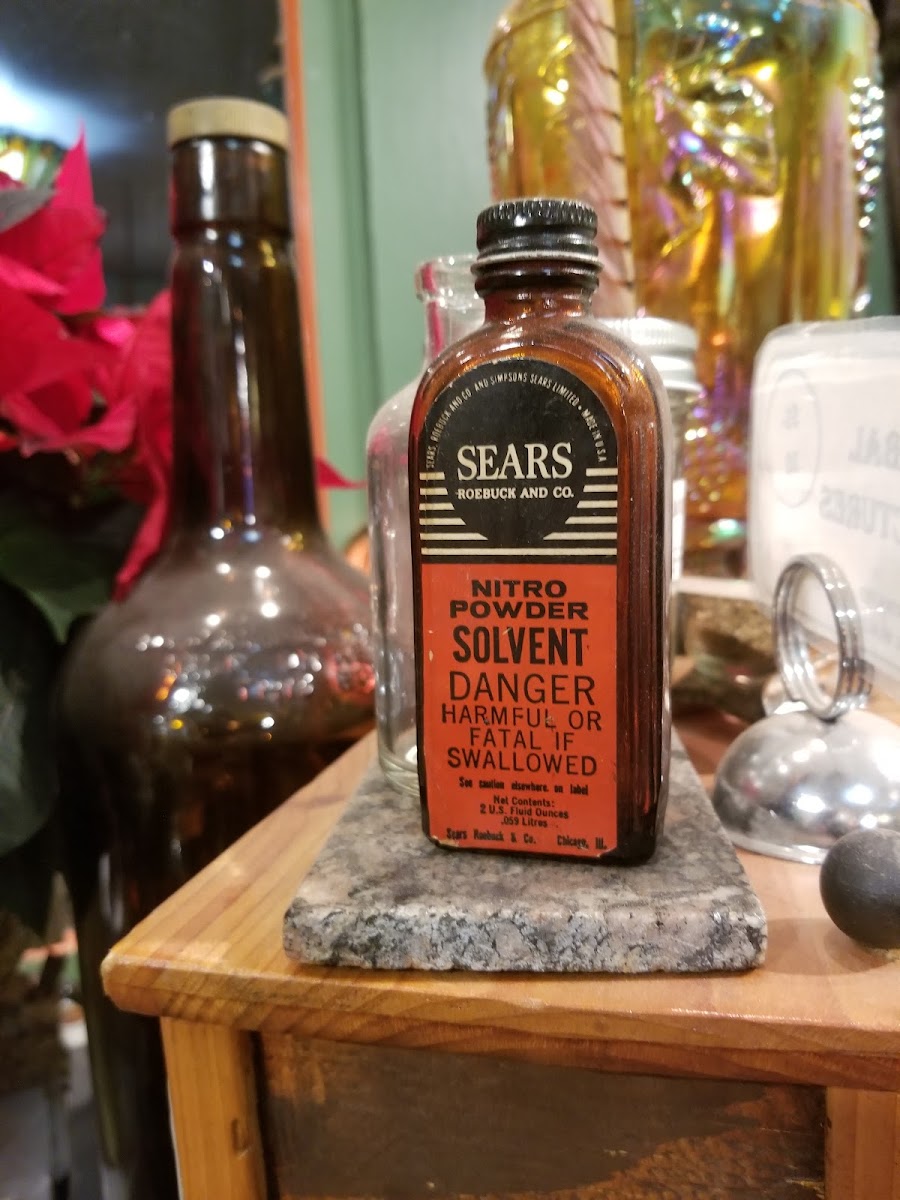 SEARS, ROEBUCK AND CO. AND SIMPSONS SEARS LIMITED • MADE IN U.S.A.
SEARS
ROEBUCK AND CO.
NITRO
POWDER
SOLVENT
DANGER
HARMFUL OR
FATAL IF
SWALLOWED
See caution elsewhere on label
Net Contents:
2 U.S. Fluid Ounces
.059 Litres
Sears Roebuck & Co. Chicago, Ill.